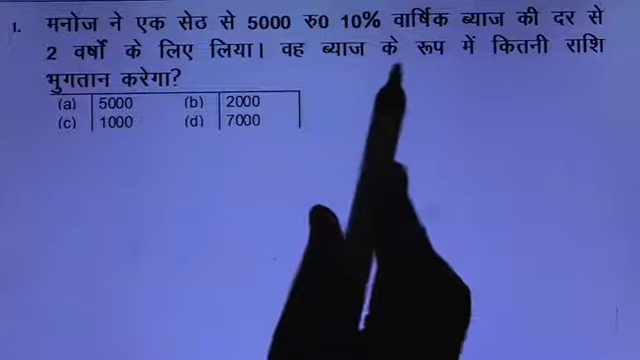 1. मनोज ने एक सेठ से 5000 रु0 10% वार्षिक ब्याज की दर से
2 वर्षों के लिए लिया। वह ब्याज के रूप में कितनी राशि
भुगतान करेगा?
(a) 5000 (b) 2000
(c) 1000 (d) 7000